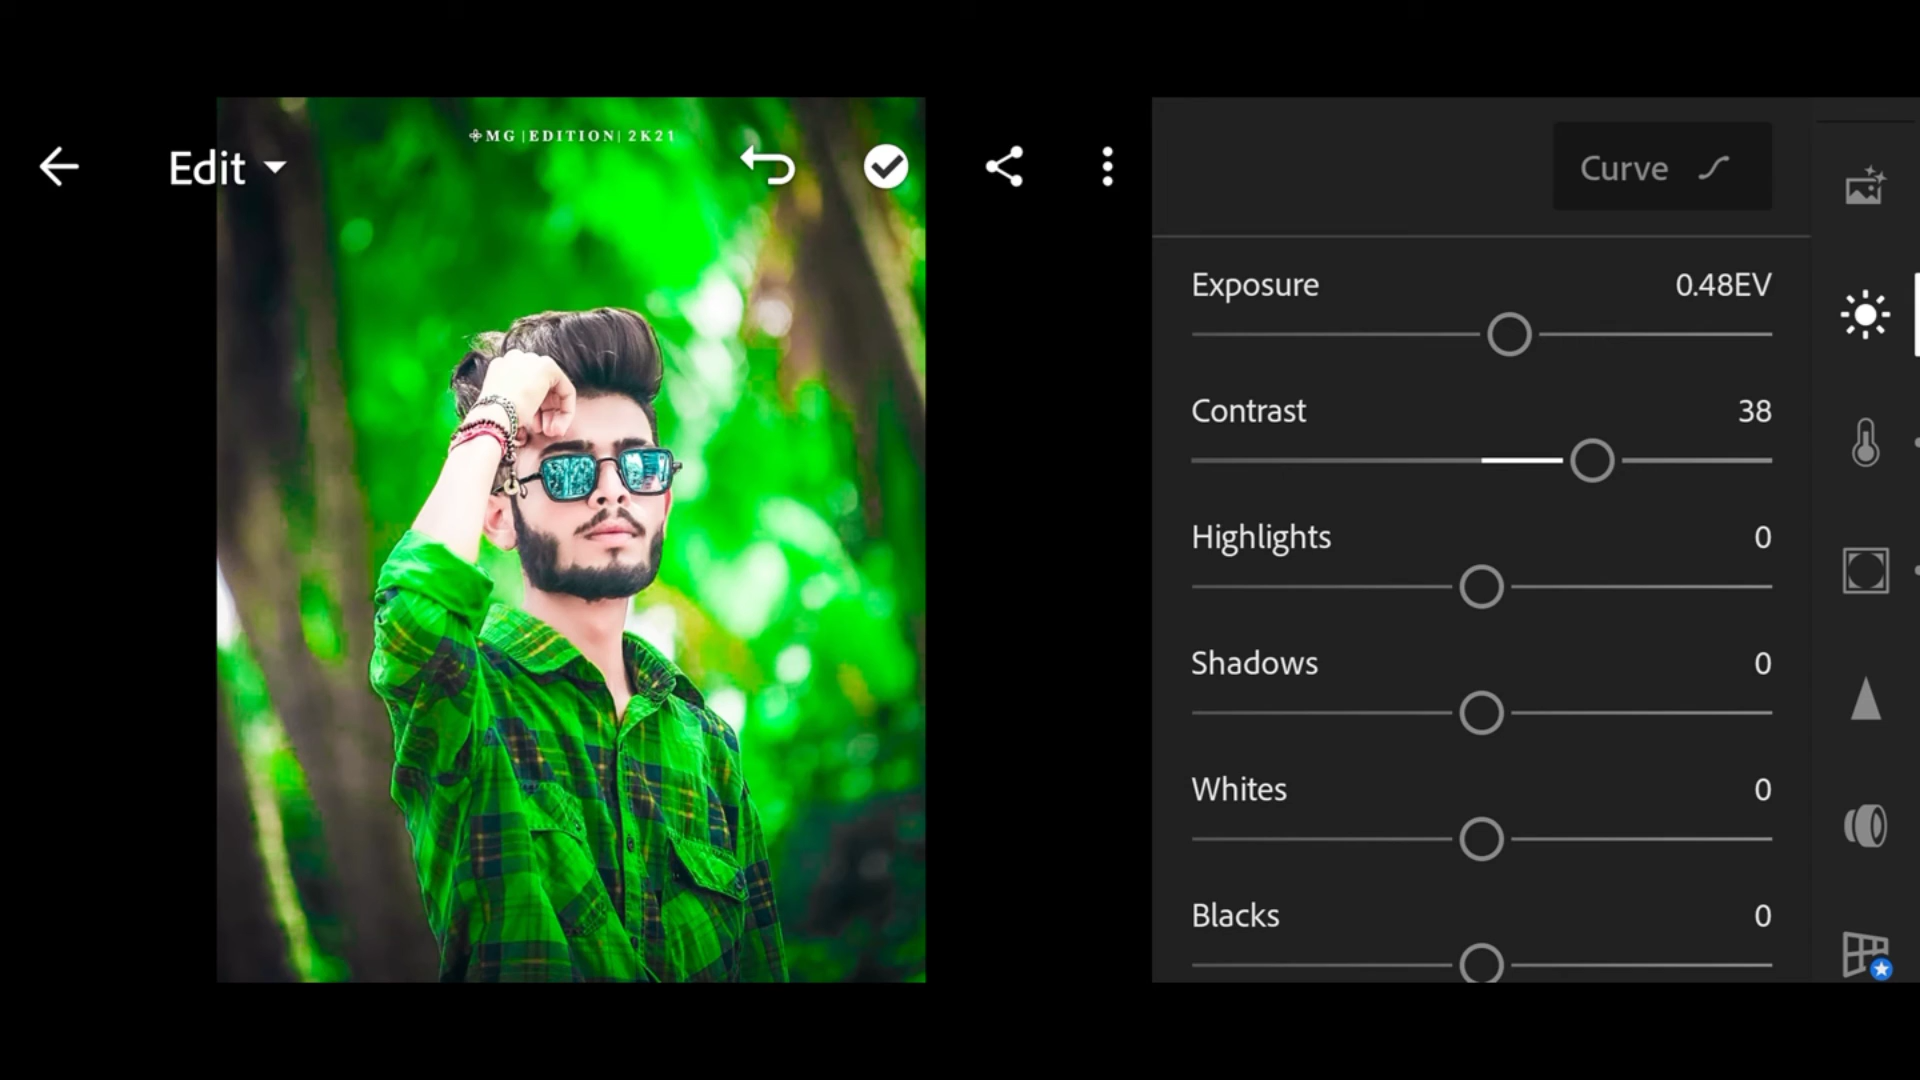 MG |EDITION| 2K21
Edit
Curve
Exposure 0.48EV
Contrast 38
Highlights 0
Shadows 0
Whites 0
Blacks 0